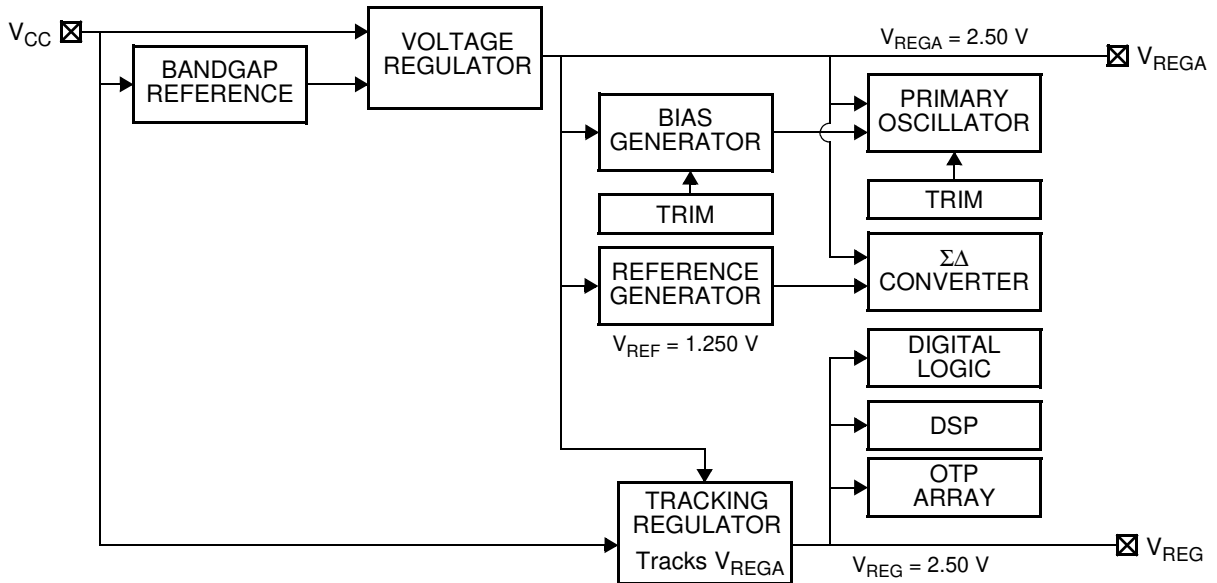 VCC
VOLTAGE
REGULATOR
VREGA = 2.50 V
VREGA
BANDGAP
REFERENCE
BIAS
GENERATOR
PRIMARY
OSCILLATOR
TRIM
TRIM
REFERENCE
GENERATOR
ΣΔ
CONVERTER
VREF = 1.250 V
DIGITAL
LOGIC
DSP
OTP
ARRAY
TRACKING
REGULATOR
Tracks VREGA
VREG = 2.50 V
VREG